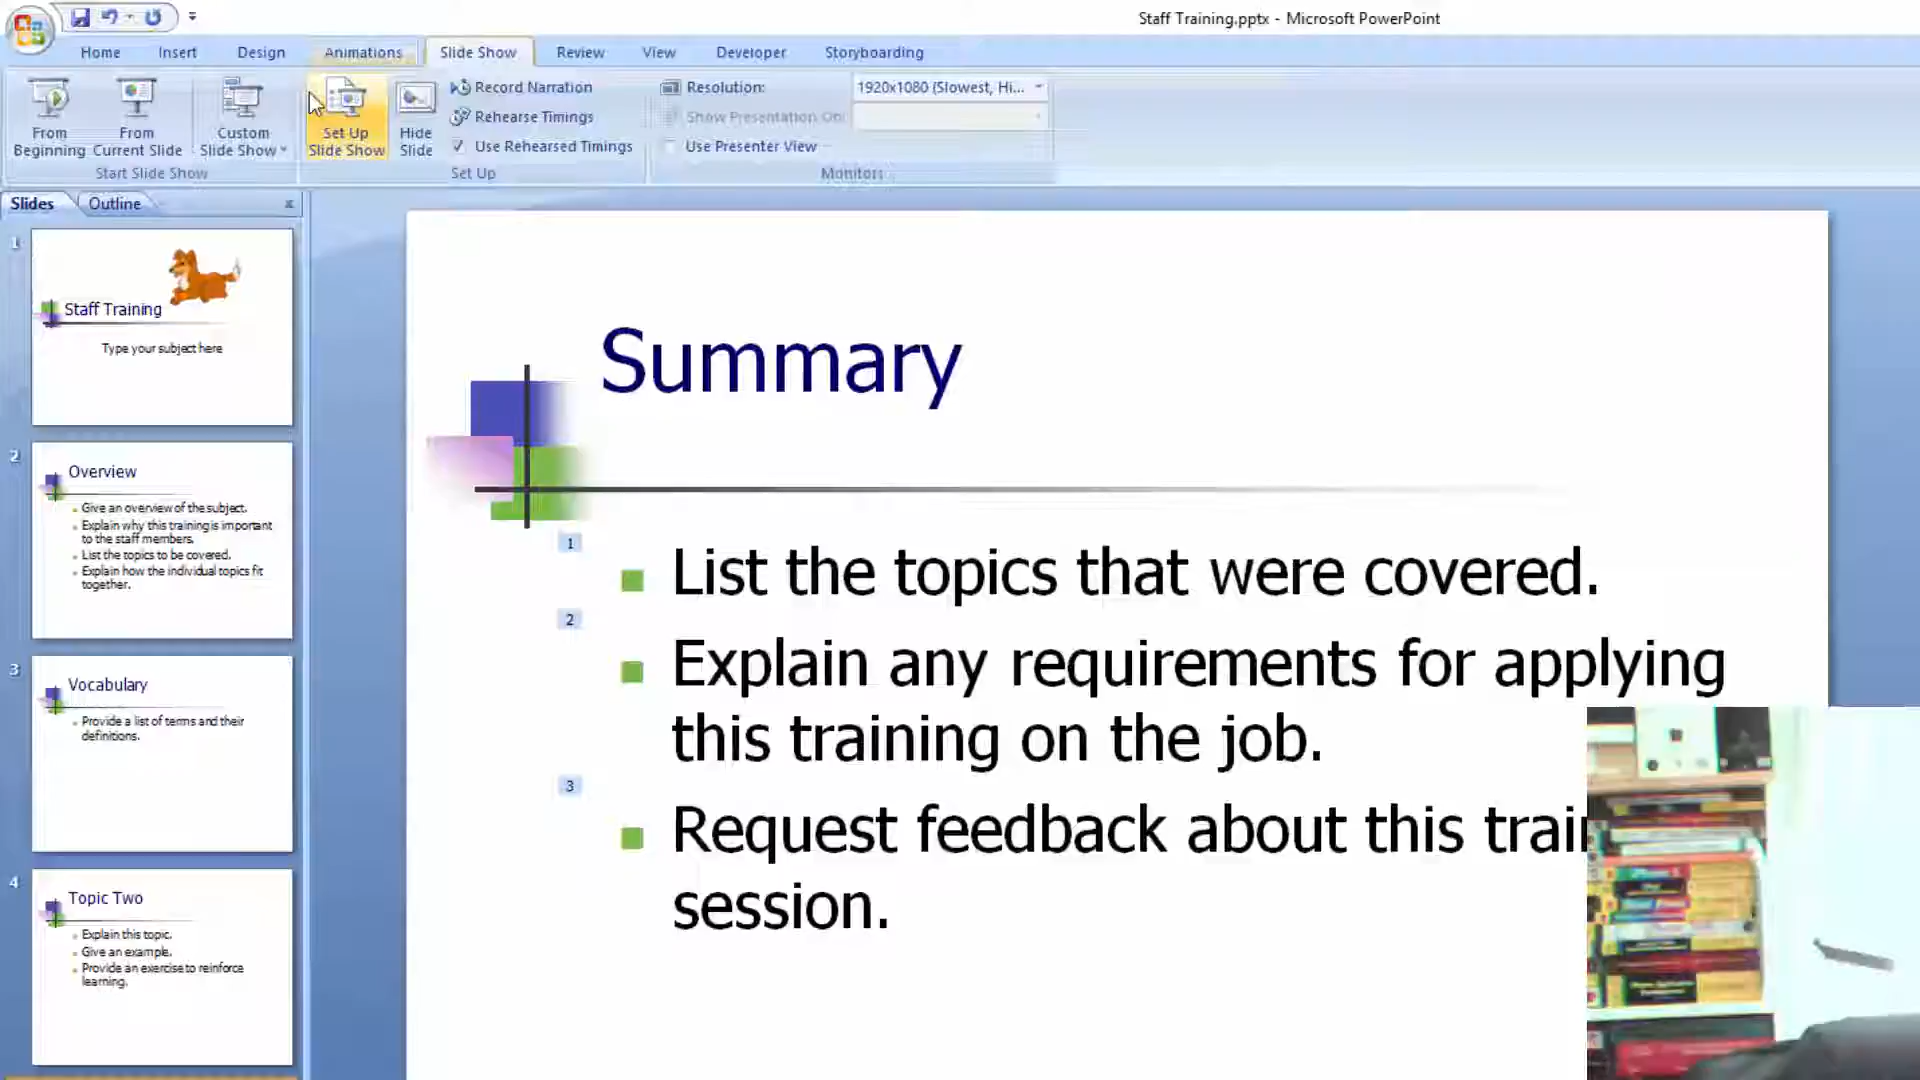 Staff Training.pptx - Microsoft PowerPoint
Home Insert Design Animations Slide Show Review View Developer Storyboarding
From Beginning
From Current Slide
Custom Slide Show
Set Up Slide Show
Hide Slide
Record Narration
Rehearse Timings
Use Rehearsed Timings
Resolution: 1920x1080 (Slowest, Hi...
Show Presentation On:
Use Presenter View
Start Slide Show
Set Up
Monitors
Slides Outline
1
Staff Training
Type your subject here
2
Overview
Give an overview of the subject.
Explain why this training is important
to the staff members.
List the topics to be covered.
Explain how the individual topics fit
together.
3
Vocabulary
Provide a list of terms and their
definitions.
4
Topic Two
Explain this topic.
Give an example.
Provide an exercise to reinforce
learning.
Summary
1
List the topics that were covered.
2
Explain any requirements for applying
this training on the job.
3
Request feedback about this
session.